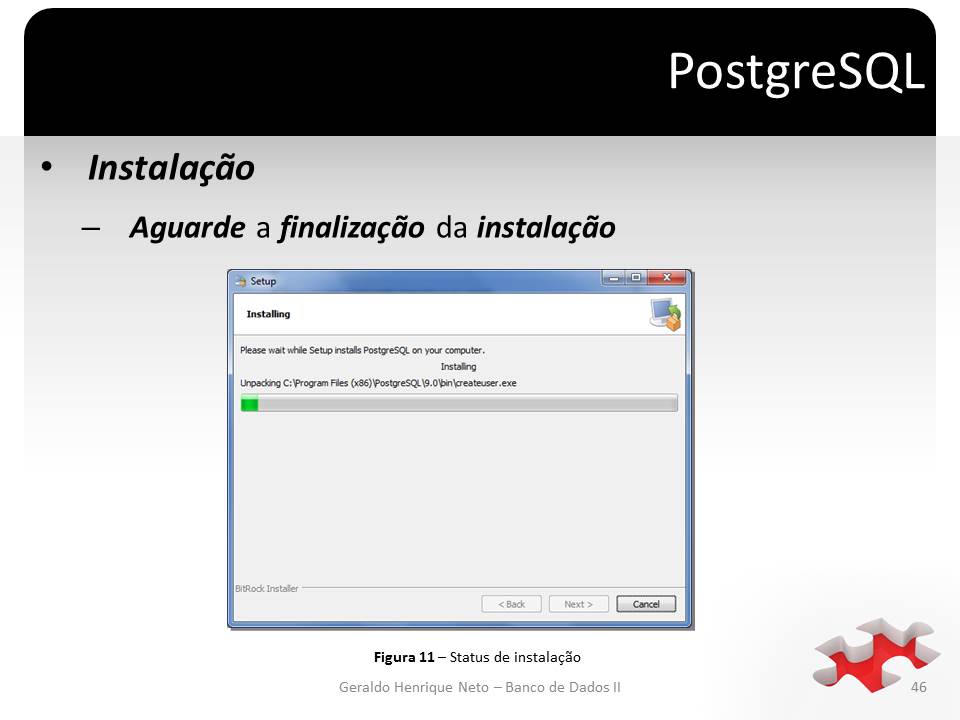 PostgreSQL
• Instalação
– Aguarde a finalização da instalação
Setup
Installing
Please wait while Setup installs PostgreSQL on your computer.
Installing
Unpacking C:\Program Files (x86)\PostgreSQL\9.0\bin\createuser.exe
BitRock Installer
< Back Next > Cancel
Figura 11 – Status de instalação
Geraldo Henrique Neto – Banco de Dados II
46